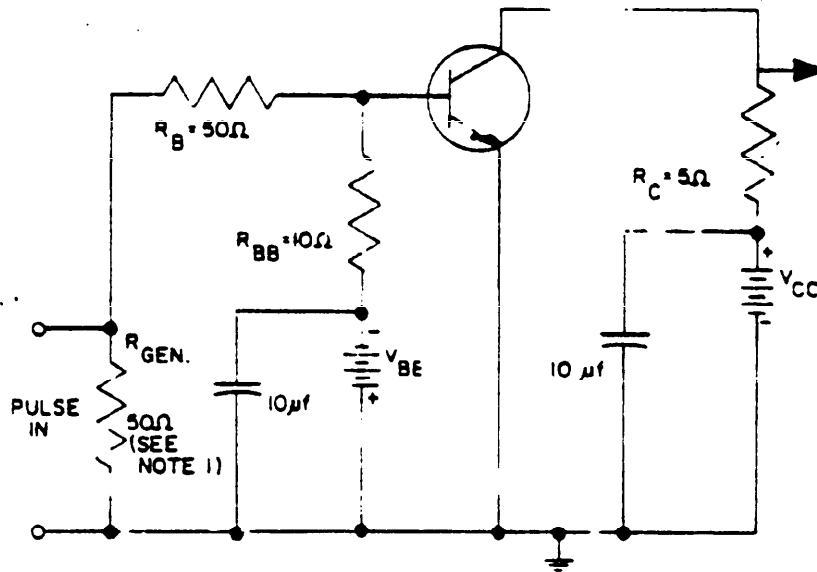 R_B = 50Ω
R_C = 5Ω
R_BB = 10Ω
+
V_CC
-
R_GEN.
-
V_BE
+
10 µf
10 µf
PULSE
IN
50Ω
(SEE
NOTE 1)